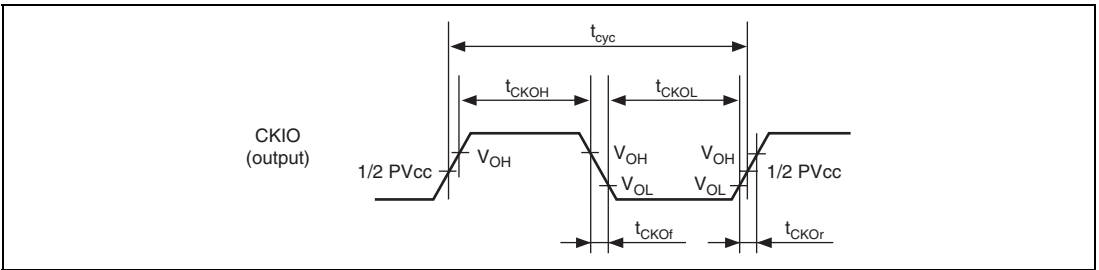 tcyc
tCKOH
tCKOL
CKIO
(output)
1/2 PVcc
VOH
VOH
VOL
VOH
VOL
1/2 PVcc
tCKOf
tCKOr